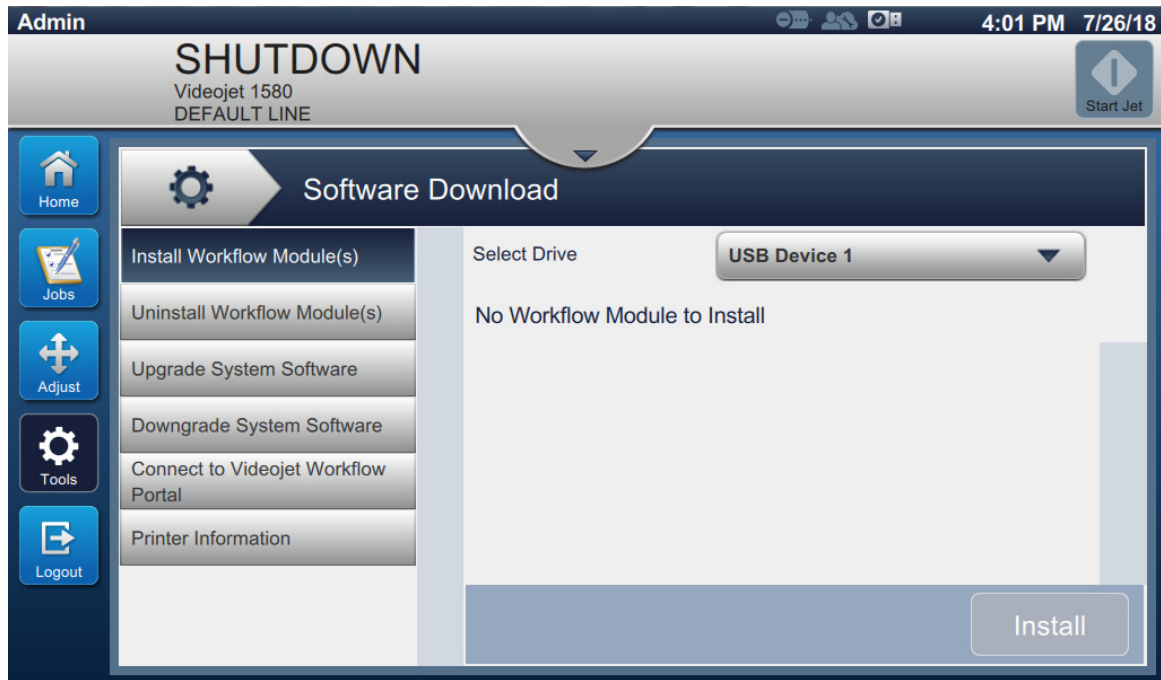 Admin
4:01 PM 7/26/18
SHUTDOWN
Videojet 1580
DEFAULT LINE
Start Jet
Home
Jobs
Adjust
Tools
Logout
Software Download
Install Workflow Module(s)
Uninstall Workflow Module(s)
Upgrade System Software
Downgrade System Software
Connect to Videojet Workflow
Portal
Printer Information
Select Drive
USB Device 1
No Workflow Module to Install
Install